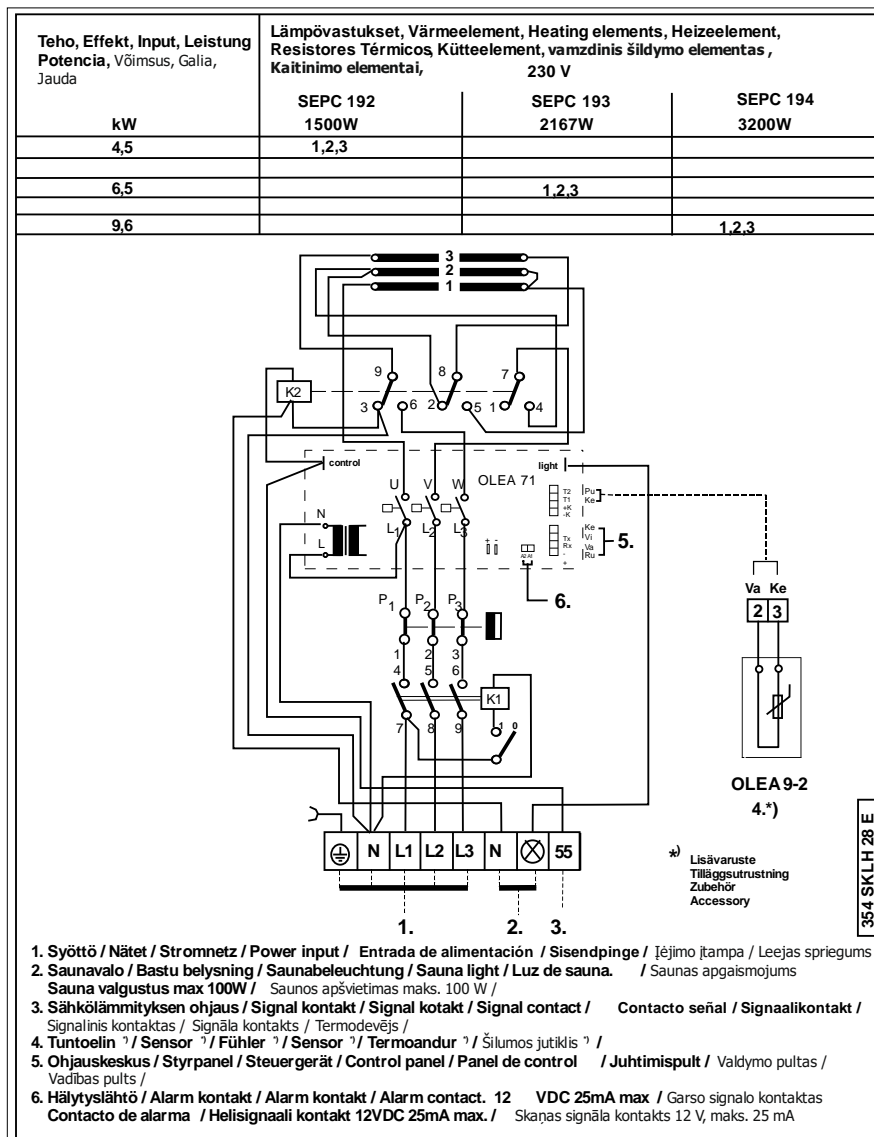 Teho, Effekt, Input, Leistung
Potencia, Võimsus, Galia,
Jauda
Lämpövastukset, Värmeelement, Heating elements, Heizeelement,
Resistores Térmicos, Kütteelement, vamzdinis šildymo elementas ,
Kaitinimo elementai, 230 V
SEPC 192 SEPC 193 SEPC 194
kW 1500W 2167W 3200W
4,5 1,2,3
6,5 1,2,3
9,6 1,2,3
3
2
1
9 8 7
K2
3 6 2 5 1 4
control light
U V W OLEA 71
T2 Pu
T1 Ke
+K
-K
N
L
L1 L2 L3
+ -
A2 A1
Tx
Rx
-
+
Ke
Vi
Va
Ru
5.
6.
P1 P2 P3
1 2 3
4 5 6
K1
7 8 9
1 0
Va Ke
2 3
OLEA 9-2
4.*)
N L1 L2 L3 N 55
1. 2. 3.
*) Lisävaruste
Tilläggsutrustning
Zubehör
Accessory
354 SKLH 28 E
1. Syöttö / Nätet / Stromnetz / Power input / Entrada de alimentación / Sisendpinge / Įėjimo įtampa / Leejas spriegums
2. Saunavalo / Bastu belysning / Saunabeleuchtung / Sauna light / Luz de sauna. / Saunas apgaismojums
Sauna valgustus max 100W / Saunos apšvietimas maks. 100 W /
3. Sähkölämmityksen ohjaus / Signal kontakt / Signal kotakt / Signal contact / Contacto señal / Signaalikontakt /
Signalinis kontaktas / Signāla kontakts / Termodevējs /
4. Tuntoelin *) / Sensor *) / Fühler *) / Sensor *) / Termoandur *) / Šilumos jutiklis *) /
5. Ohjauskeskus / Styrpanel / Steuergerät / Control panel / Panel de control / Juhtimispult / Valdymo pultas /
Vadības pults /
6. Hälytyslähtö / Alarm kontakt / Alarm kontakt / Alarm contact. 12 VDC 25mA max / Garso signalo kontaktas
Contacto de alarma / Helisignaali kontakt 12VDC 25mA max. / Skaņas signāla kontakts 12 V, maks. 25 mA